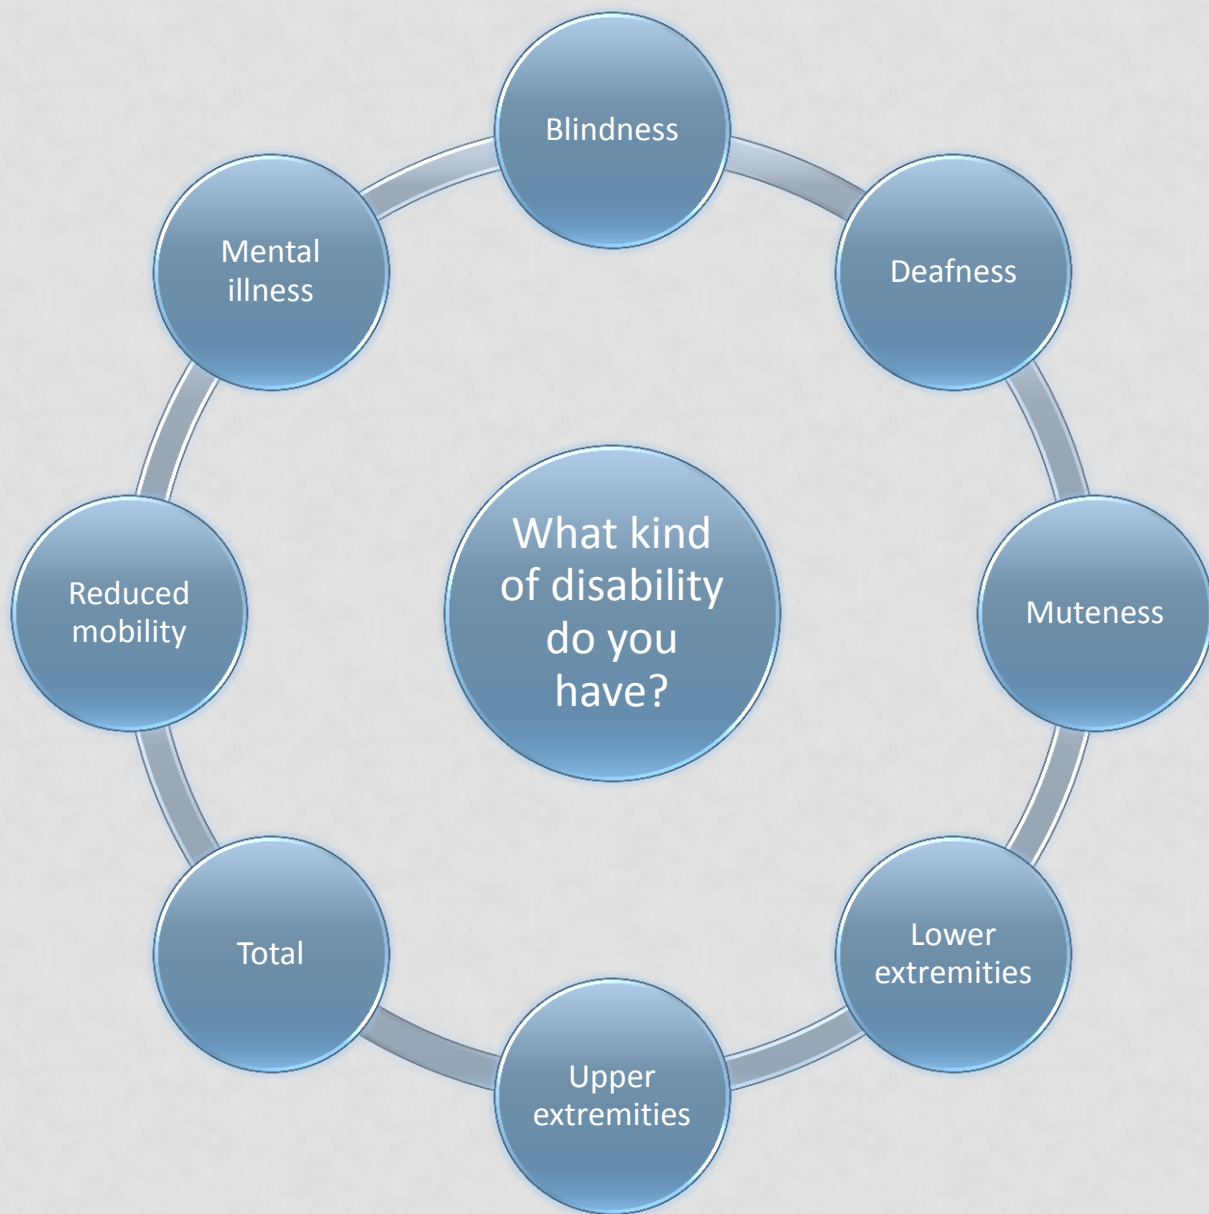 Blindness
Deafness
Muteness
Lower
extremities
Upper
extremities
Total
Reduced
mobility
Mental
illness
What kind
of disability
do you
have?